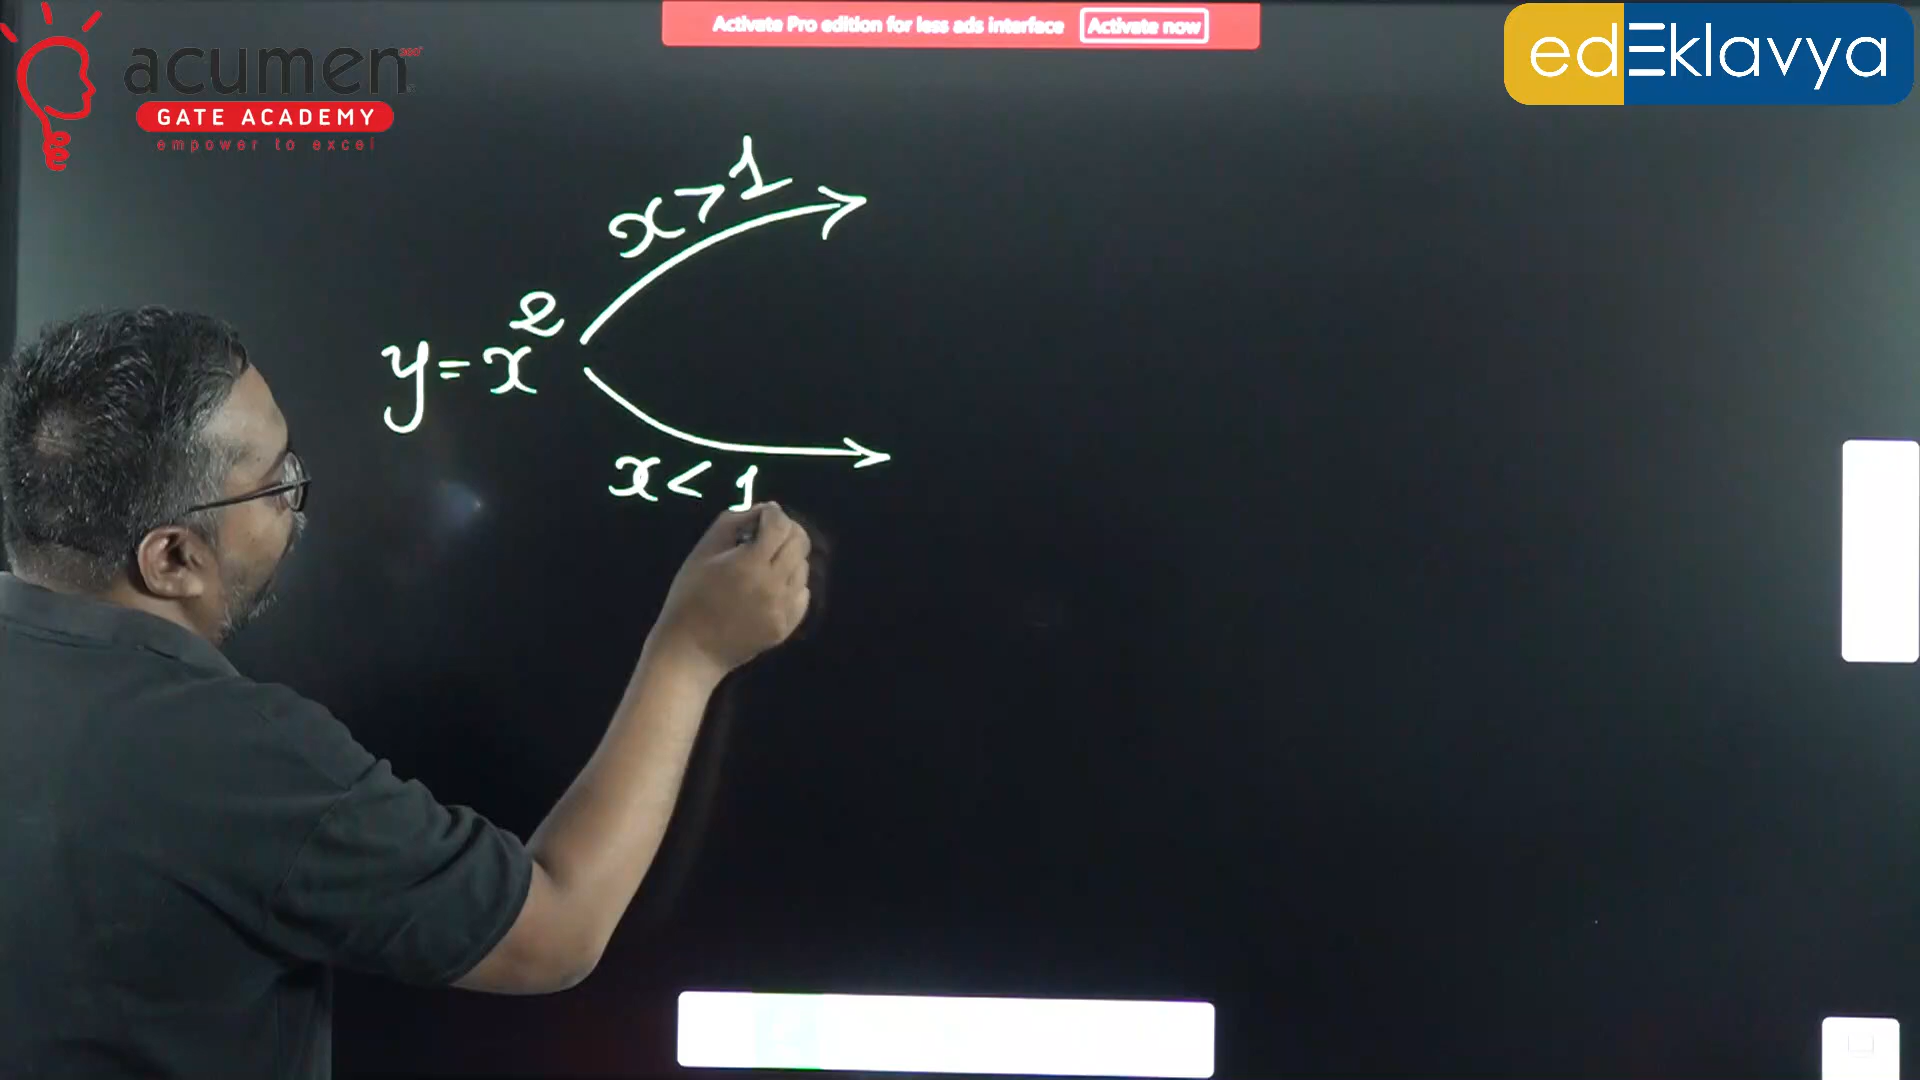 Activate Pro edition for less ads interface Activate now
edEklavya
acumen
GATE ACADEMY
empower to excel
x > 1
y = x²
x < 1